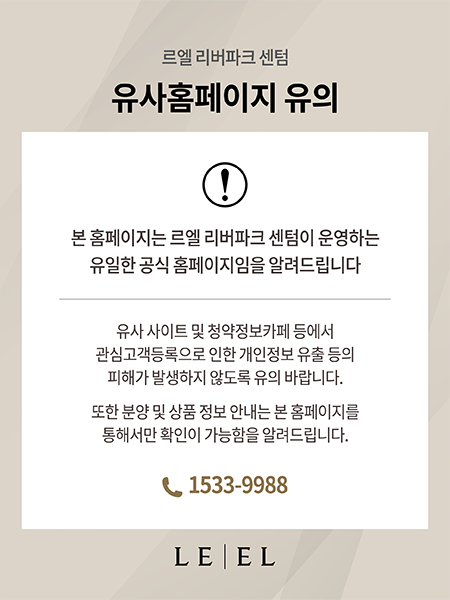 르엘 리버파크 센텀
유사홈페이지 유의
본 홈페이지는 르엘 리버파크 센텀이 운영하는
유일한 공식 홈페이지임을 알려드립니다
유사 사이트 및 청약정보카페 등에서
관심고객등록으로 인한 개인정보 유출 등의
피해가 발생하지 않도록 유의 바랍니다.
또한 분양 및 상품 정보 안내는 본 홈페이지를
통해서만 확인이 가능함을 알려드립니다.
1533-9988
LE|EL